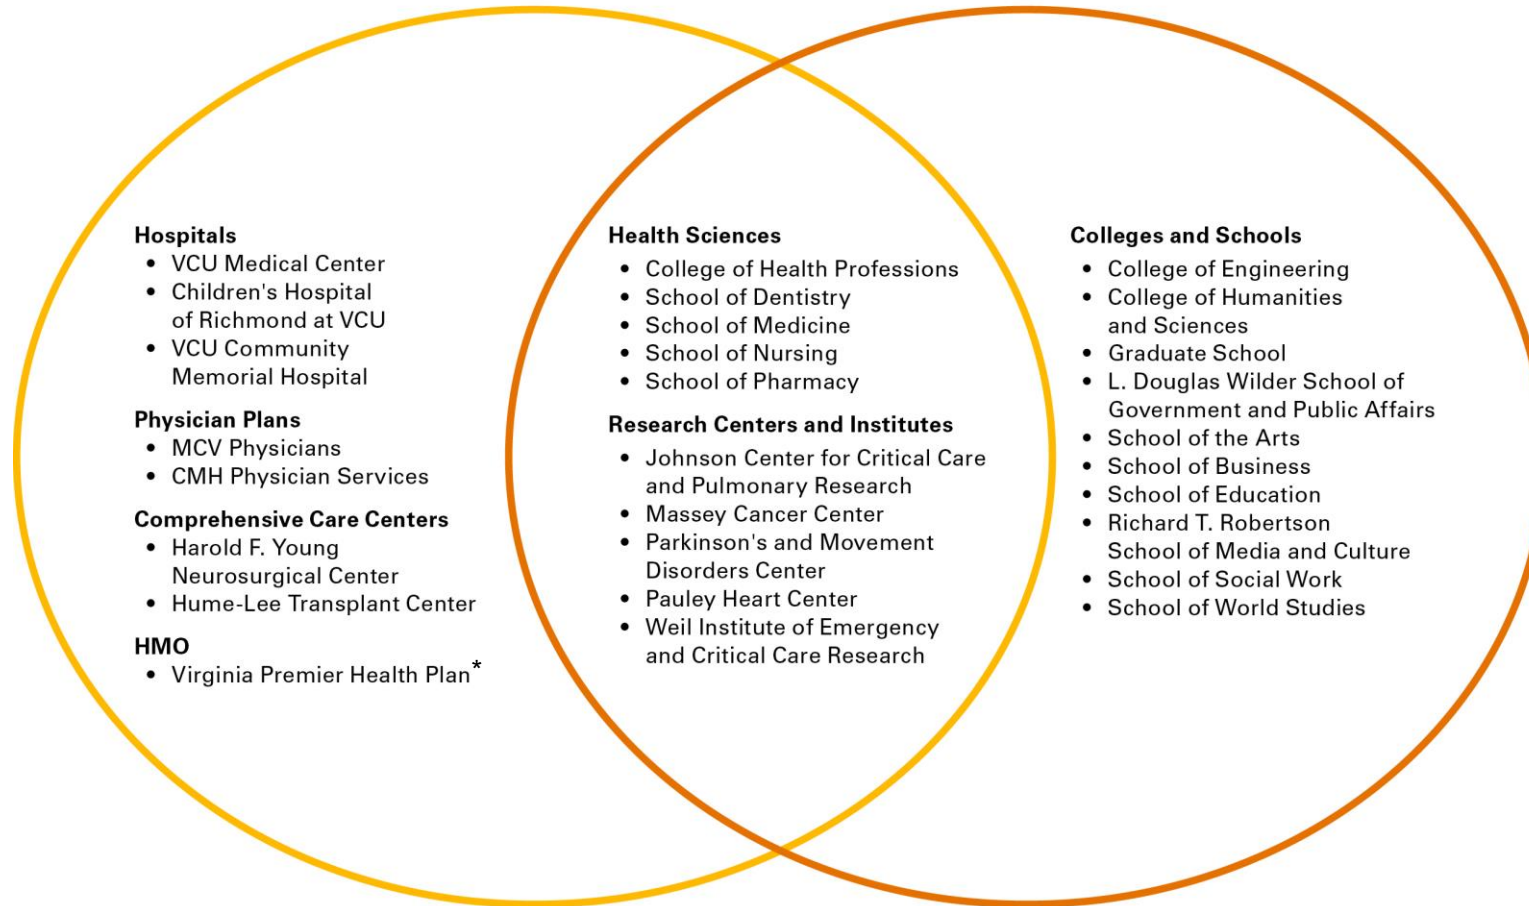 Hospitals
• VCU Medical Center
• Children's Hospital
of Richmond at VCU
• VCU Community
Memorial Hospital
Physician Plans
• MCV Physicians
• CMH Physician Services
Comprehensive Care Centers
• Harold F. Young
Neurosurgical Center
• Hume-Lee Transplant Center
HMO
• Virginia Premier Health Plan*
Health Sciences
• College of Health Professions
• School of Dentistry
• School of Medicine
• School of Nursing
• School of Pharmacy
Research Centers and Institutes
• Johnson Center for Critical Care
and Pulmonary Research
• Massey Cancer Center
• Parkinson's and Movement
Disorders Center
• Pauley Heart Center
• Weil Institute of Emergency
and Critical Care Research
Colleges and Schools
• College of Engineering
• College of Humanities
and Sciences
• Graduate School
• L. Douglas Wilder School of
Government and Public Affairs
• School of the Arts
• School of Business
• School of Education
• Richard T. Robertson
School of Media and Culture
• School of Social Work
• School of World Studies